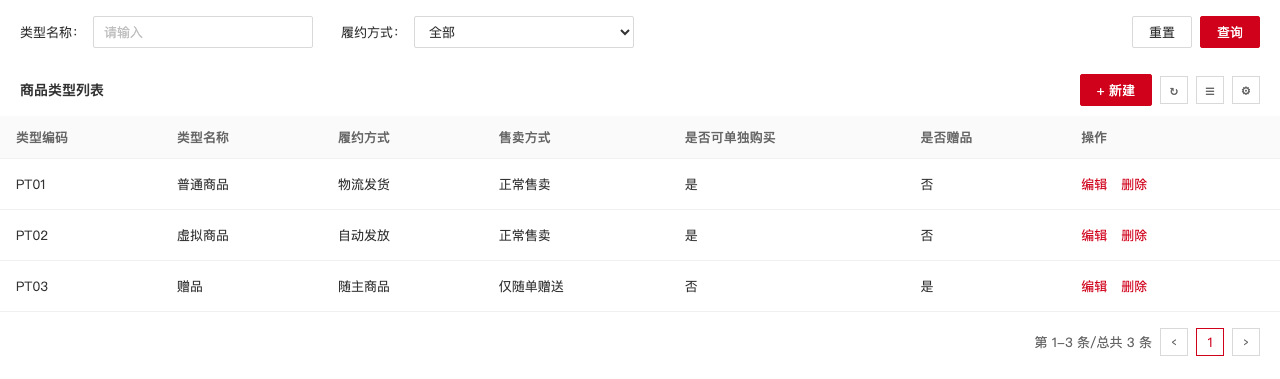 类型名称: 请输入 履约方式: 全部 重置 查询
商品类型列表 + 新建 ↻ ☰ ⚙
类型编码 类型名称 履约方式 售卖方式 是否可单独购买 是否赠品 操作
PT01 普通商品 物流发货 正常售卖 是 否 编辑 删除
PT02 虚拟商品 自动发放 正常售卖 是 否 编辑 删除
PT03 赠品 随主商品 仅随单赠送 否 是 编辑 删除
第 1-3 条/总共 3 条 < 1 >